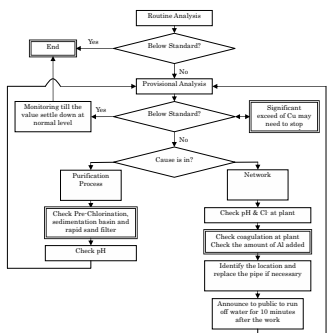 Routine Analysis
Below Standard?
Yes
End
No
Provisional Analysis
Monitoring till the
value settle down at
normal level
Yes
Below Standard?
Significant
exceed of Cu may
need to stop
No
Cause is in?
Purification
Process
Network
Check Pre-Chlorination,
sedimentation basin and
rapid sand filter
Check pH
Check pH & Cl at plant
Check coagulation at plant
Check the amount of Al added
Identify the location and
replace the pipe if necessary
Announce to public to run
off water for 10 minutes
after the work